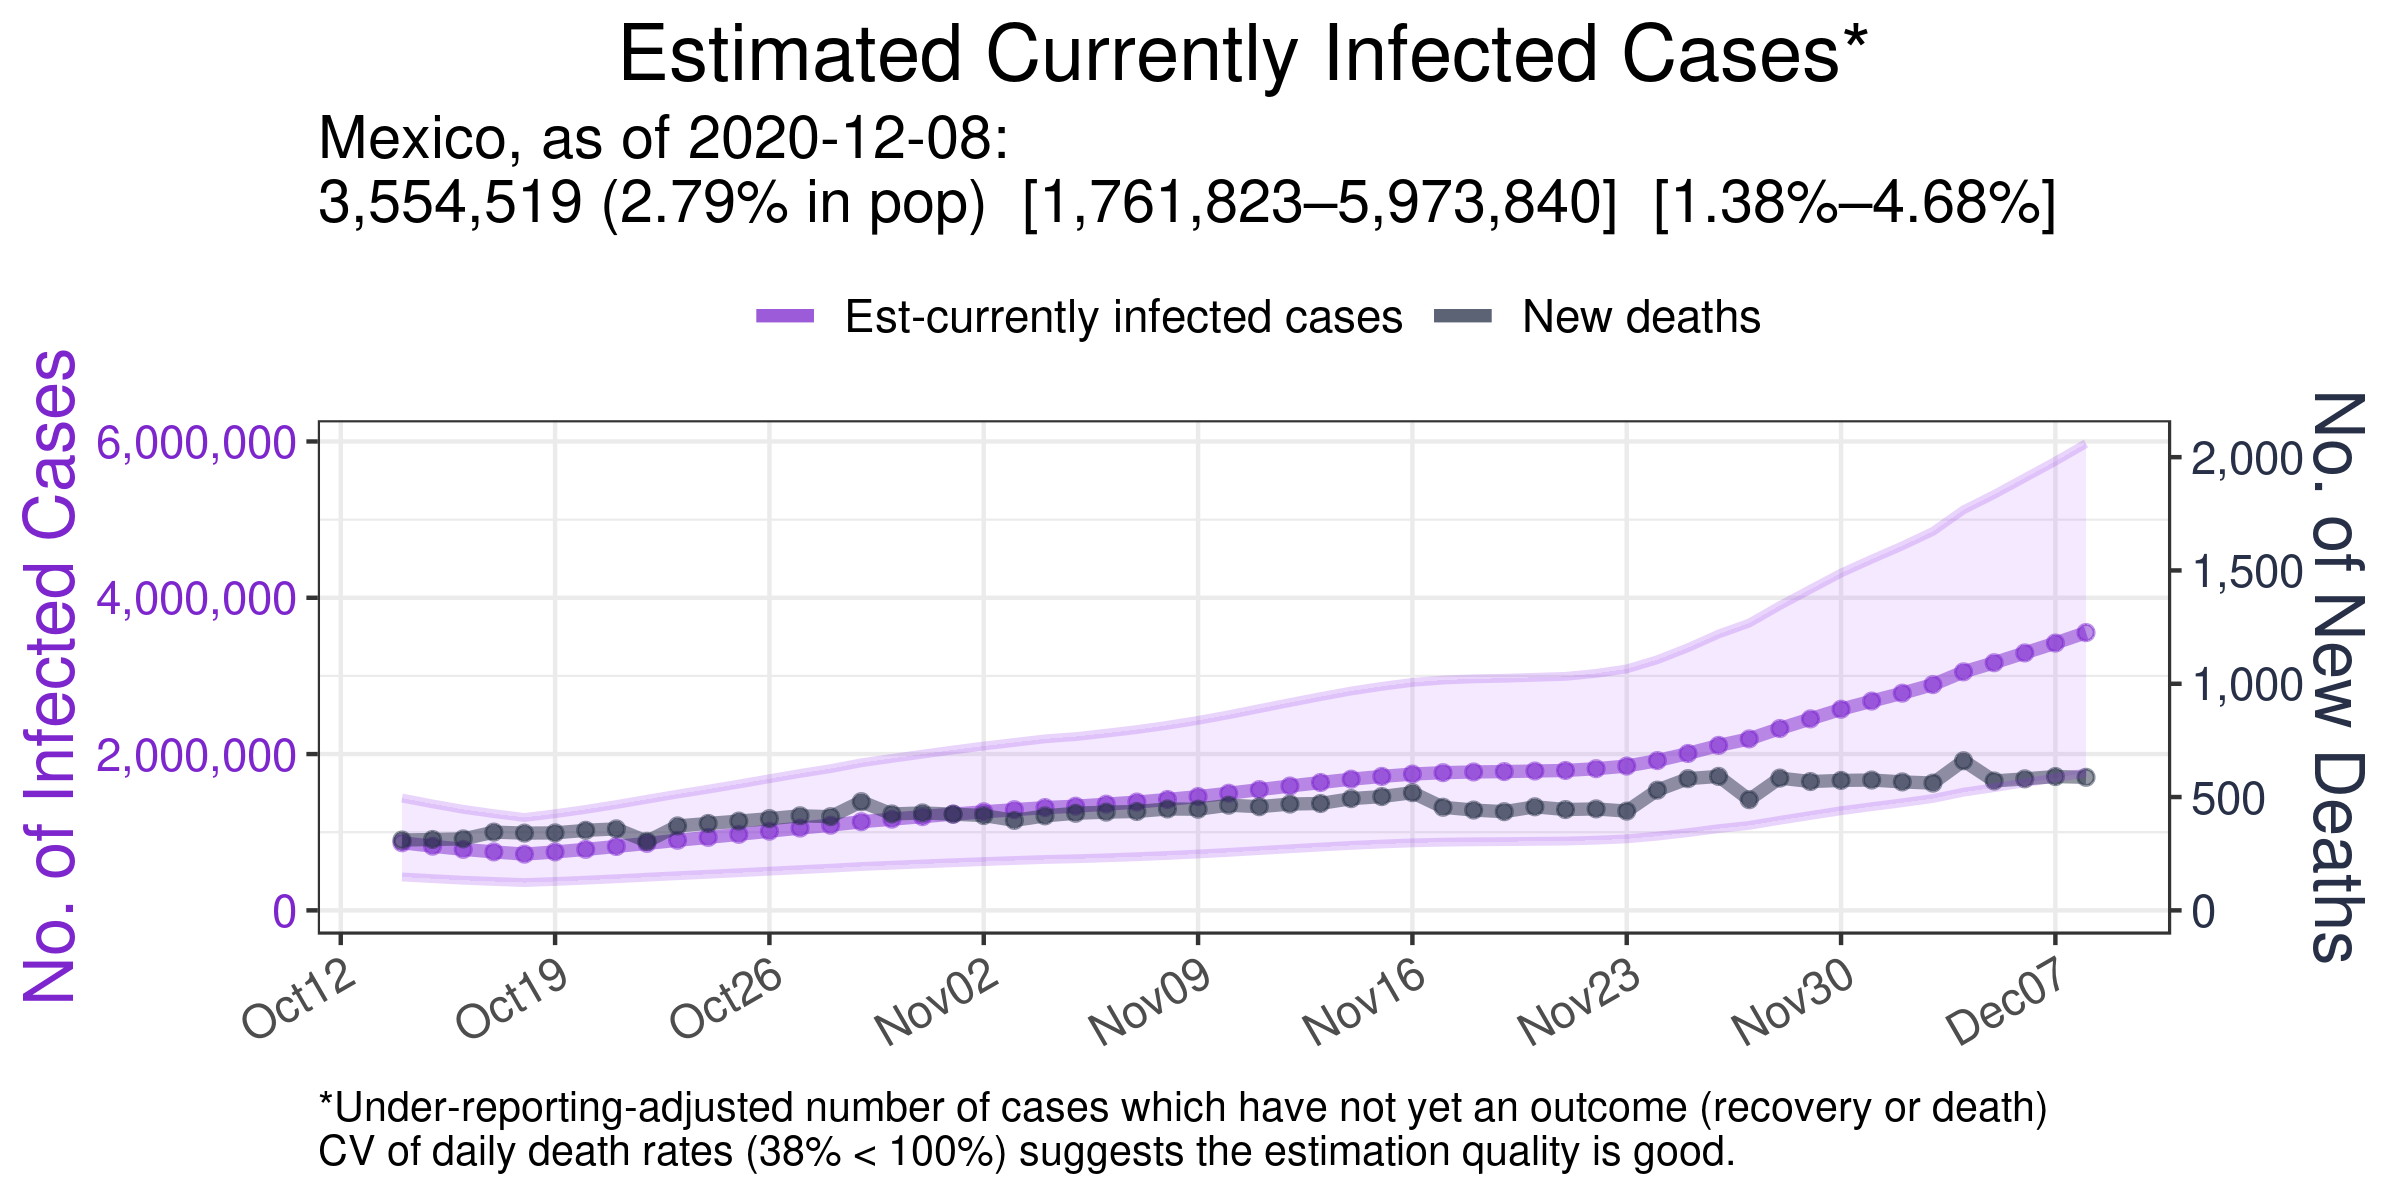 Estimated Currently Infected Cases*
Mexico, as of 2020-12-08:
3,554,519 (2.79% in pop)  [1,761,823–5,973,840]  [1.38%–4.68%]
Est-currently infected cases
New deaths
No. of Infected Cases
6,000,000
4,000,000
2,000,000
0
2,000
1,500
1,000
500
0
No. of New Deaths
Oct12
Oct19
Oct26
Nov02
Nov09
Nov16
Nov23
Nov30
Dec07
*Under-reporting-adjusted number of cases which have not yet an outcome (recovery or death)
CV of daily death rates (38% < 100%) suggests the estimation quality is good.